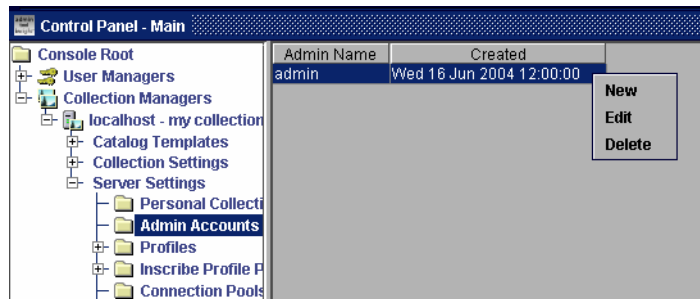 Control Panel - Main
Console Root
User Managers
Collection Managers
localhost - my collection
Catalog Templates
Collection Settings
Server Settings
Personal Collecti
Admin Accounts
Profiles
Inscribe Profile P
Connection Pools
Admin Name Created
admin Wed 16 Jun 2004 12:00:00
New
Edit
Delete